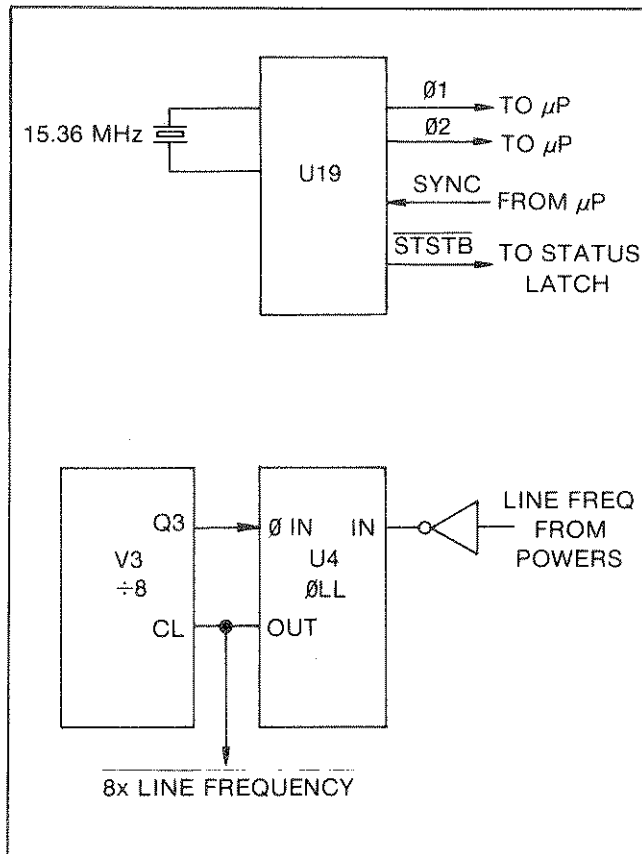 Ø1
TO µP
15.36 MHz
Ø2
TO µP
U19
SYNC
FROM µP
STSTB
TO STATUS
LATCH
Q3
Ø IN
IN
LINE FREQ
FROM
POWERS
V3
÷8
U4
ØLL
CL
OUT
8x LINE FREQUENCY